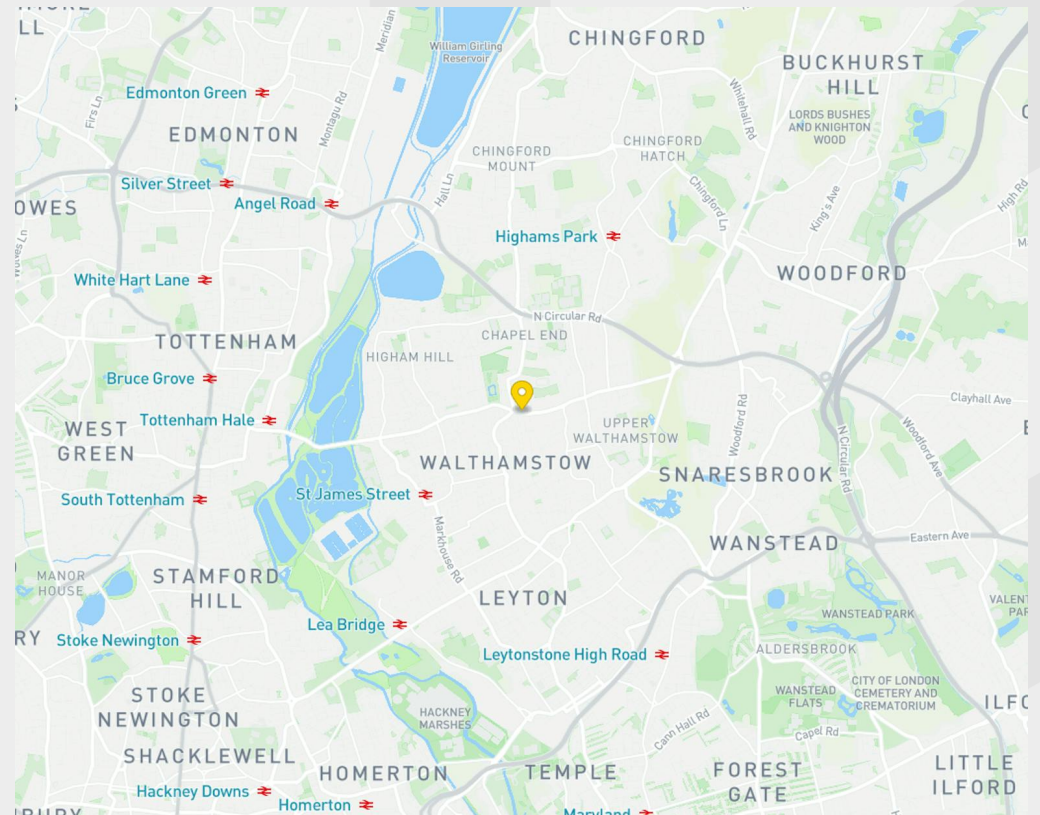 LL
Meridian
William Girling
Reservoir
CHINGFORD
BUCKHURST
HILL
Edmonton Green
Firs Ln
Montagu Rd
Whitehall Rd
LORDS BUSHES
AND KNIGHTON
WOOD
EDMONTON
CHINGFORD
MOUNT
CHINGFORD
HATCH
Silver Street
Angel Road
Hall Ln
Chingford Ln
King's Ave
High Rd
OWES
Highams Park
White Hart Lane
WOODFORD
N Circular Rd
CHAPEL END
TOTTENHAM
HIGHAM HILL
Bruce Grove
Clayhall Ave
Tottenham Hale
WEST
GREEN
UPPER
WALTHAMSTOW
Woodford Rd
N Circular Rd
Woodford Ave
WALTHAMSTOW
SNARESBROOK
South Tottenham
St James Street
Markhouse Rd
WANSTEAD
Eastern Ave
MANOR
HOUSE
STAMFORD
HILL
LEYTON
VALENT
PAR
WANSTEAD PARK
RY
Stoke Newington
Lea Bridge
Leytonstone High Road
ALDERSBROOK
STOKE
NEWINGTON
HACKNEY
MARSHES
WANSTEAD
FLATS
CITY OF LONDON
CEMETERY AND
CREMATORIUM
ILFO
Cann Hall Rd
Capel Rd
SHACKLEWELL
HOMERTON
TEMPLE
FOREST
GATE
LITTLE
ILFORD
Hackney Downs
Homerton
Maryland